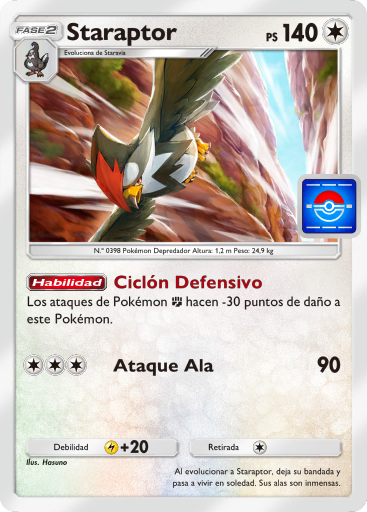 FASE2 Staraptor PS 140
Evoluciona de Staravia
N.º 0398 Pokémon Depredador Altura: 1,2 m Peso: 24,9 kg
Habilidad Ciclón Defensivo
Los ataques de Pokémon hacen -30 puntos de daño a
este Pokémon.
Ataque Ala 90
Debilidad +20 Retirada
Ilus. Hasuno
Al evolucionar a Staraptor, deja su bandada y
pasa a vivir en soledad. Sus alas son inmensas.